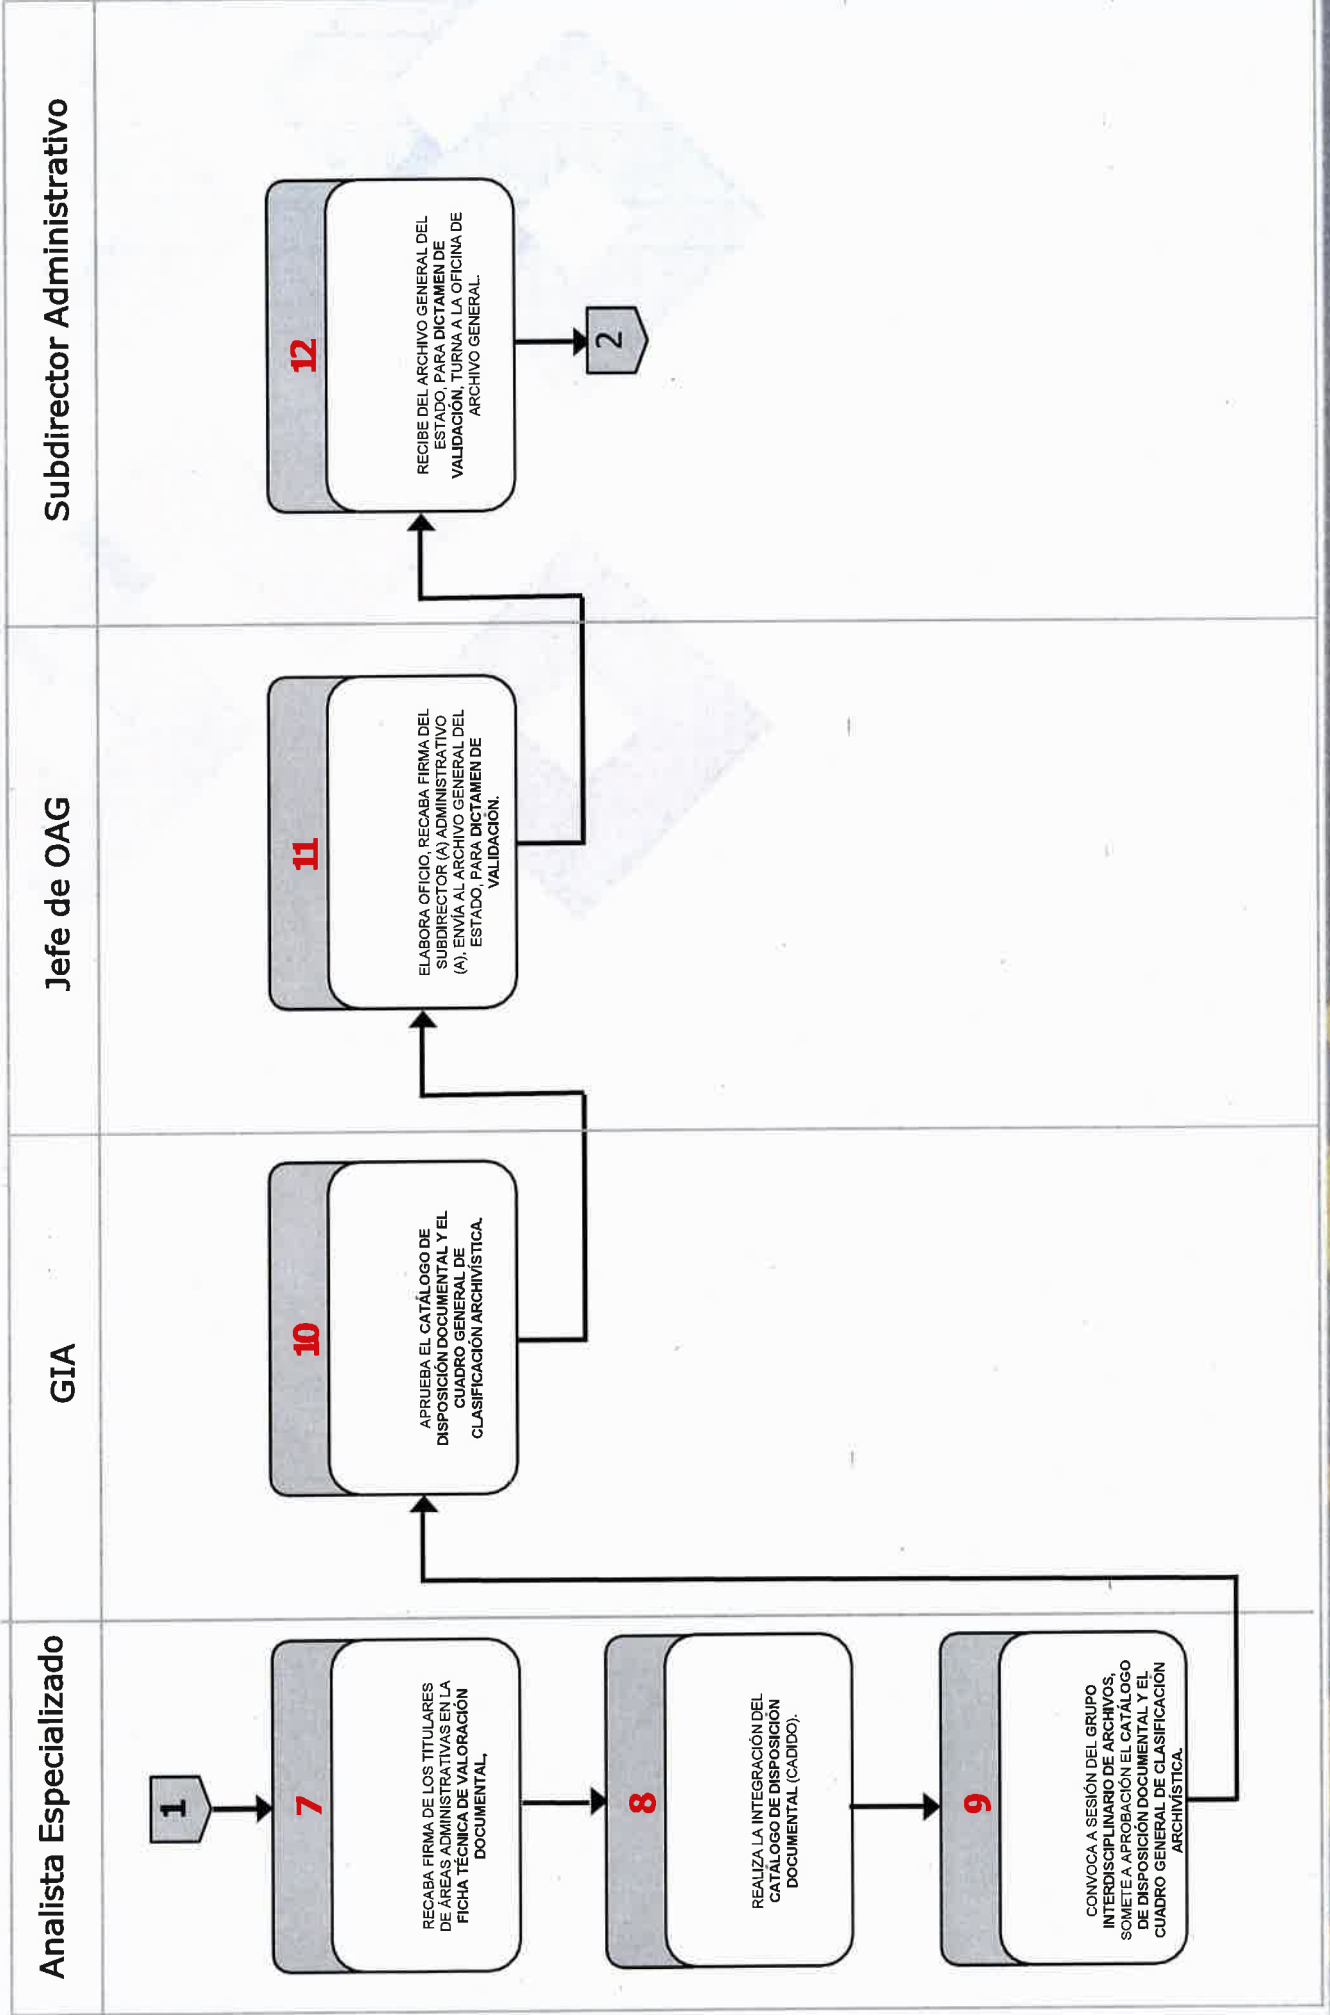 Analista Especializado
GIA
Jefe de OAG
Subdirector Administrativo
1
7
RECABA FIRMA DE LOS TITULARES
DE ÁREAS ADMINISTRATIVAS EN LA
FICHA TÉCNICA DE VALORACIÓN
DOCUMENTAL,
8
REALIZA LA INTEGRACIÓN DEL
CATÁLOGO DE DISPOSICIÓN
DOCUMENTAL (CADIDO).
9
CONVOCA A SESIÓN DEL GRUPO
INTERDISCIPLINARIO DE ARCHIVOS,
SOMETE A APROBACIÓN EL CATÁLOGO
DE DISPOSICIÓN DOCUMENTAL Y EL
CUADRO GENERAL DE CLASIFICACIÓN
ARCHIVÍSTICA.
10
APRUEBA EL CATÁLOGO DE
DISPOSICIÓN DOCUMENTAL Y EL
CUADRO GENERAL DE
CLASIFICACIÓN ARCHIVÍSTICA.
11
ELABORA OFICIO, RECABA FIRMA DEL
SUBDIRECTOR (A) ADMINISTRATIVO
(A), ENVÍA AL ARCHIVO GENERAL DEL
ESTADO, PARA DICTAMEN DE
VALIDACIÓN.
12
RECIBE DEL ARCHIVO GENERAL DEL
ESTADO, PARA DICTAMEN DE
VALIDACIÓN, TURNA A LA OFICINA DE
ARCHIVO GENERAL.
2